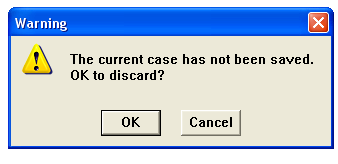 Warning
The current case has not been saved.
OK to discard?
OK
Cancel